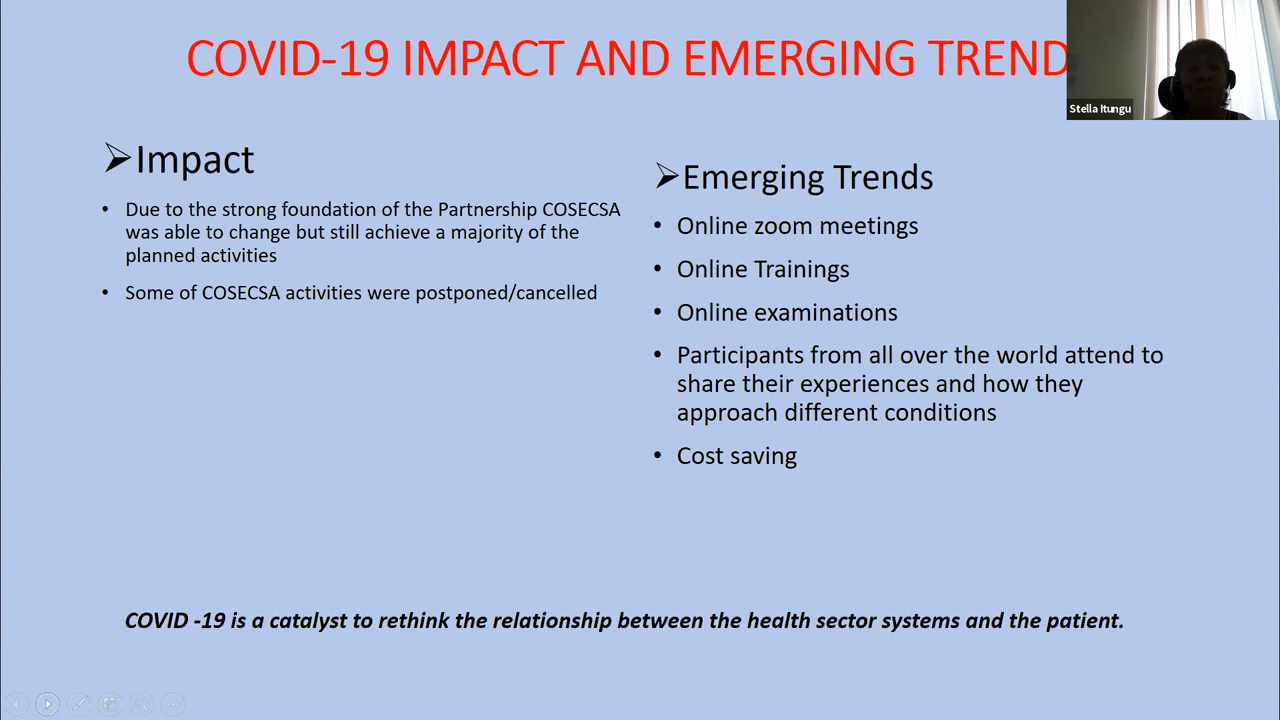 COVID-19 IMPACT AND EMERGING TREND
Stella Itungu
➢Impact
• Due to the strong foundation of the Partnership COSECSA
was able to change but still achieve a majority of the
planned activities
• Some of COSECSA activities were postponed/cancelled
➢Emerging Trends
• Online zoom meetings
• Online Trainings
• Online examinations
• Participants from all over the world attend to
share their experiences and how they
approach different conditions
• Cost saving
COVID -19 is a catalyst to rethink the relationship between the health sector systems and the patient.